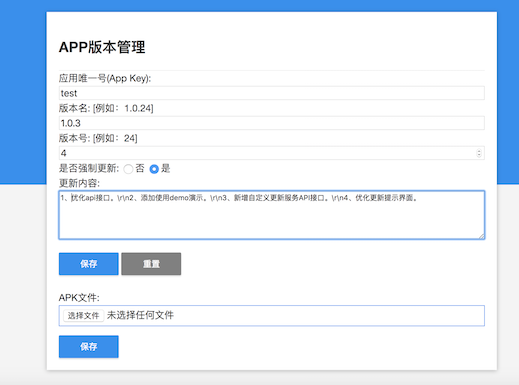 APP版本管理
应用唯一号(App Key):
test
版本名: [例如：1.0.24]
1.0.3
版本号: [例如：24]
4
是否强制更新: 否 是
更新内容:
1、优化api接口。\r\n2、添加使用demo演示。\r\n3、新增自定义更新服务API接口。\r\n4、优化更新提示界面。
保存 重置
APK文件:
选择文件 未选择任何文件
保存